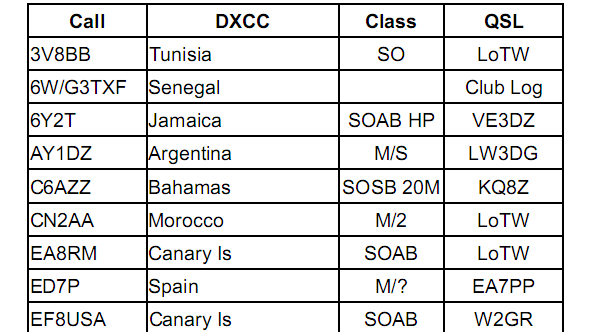 Call DXCC Class QSL
3V8BB Tunisia SO LoTW
6W/G3TXF Senegal Club Log
6Y2T Jamaica SOAB HP VE3DZ
AY1DZ Argentina M/S LW3DG
C6AZZ Bahamas SOSB 20M KQ8Z
CN2AA Morocco M/2 LoTW
EA8RM Canary Is SOAB LoTW
ED7P Spain M/? EA7PP
EF8USA Canary Is SOAB W2GR